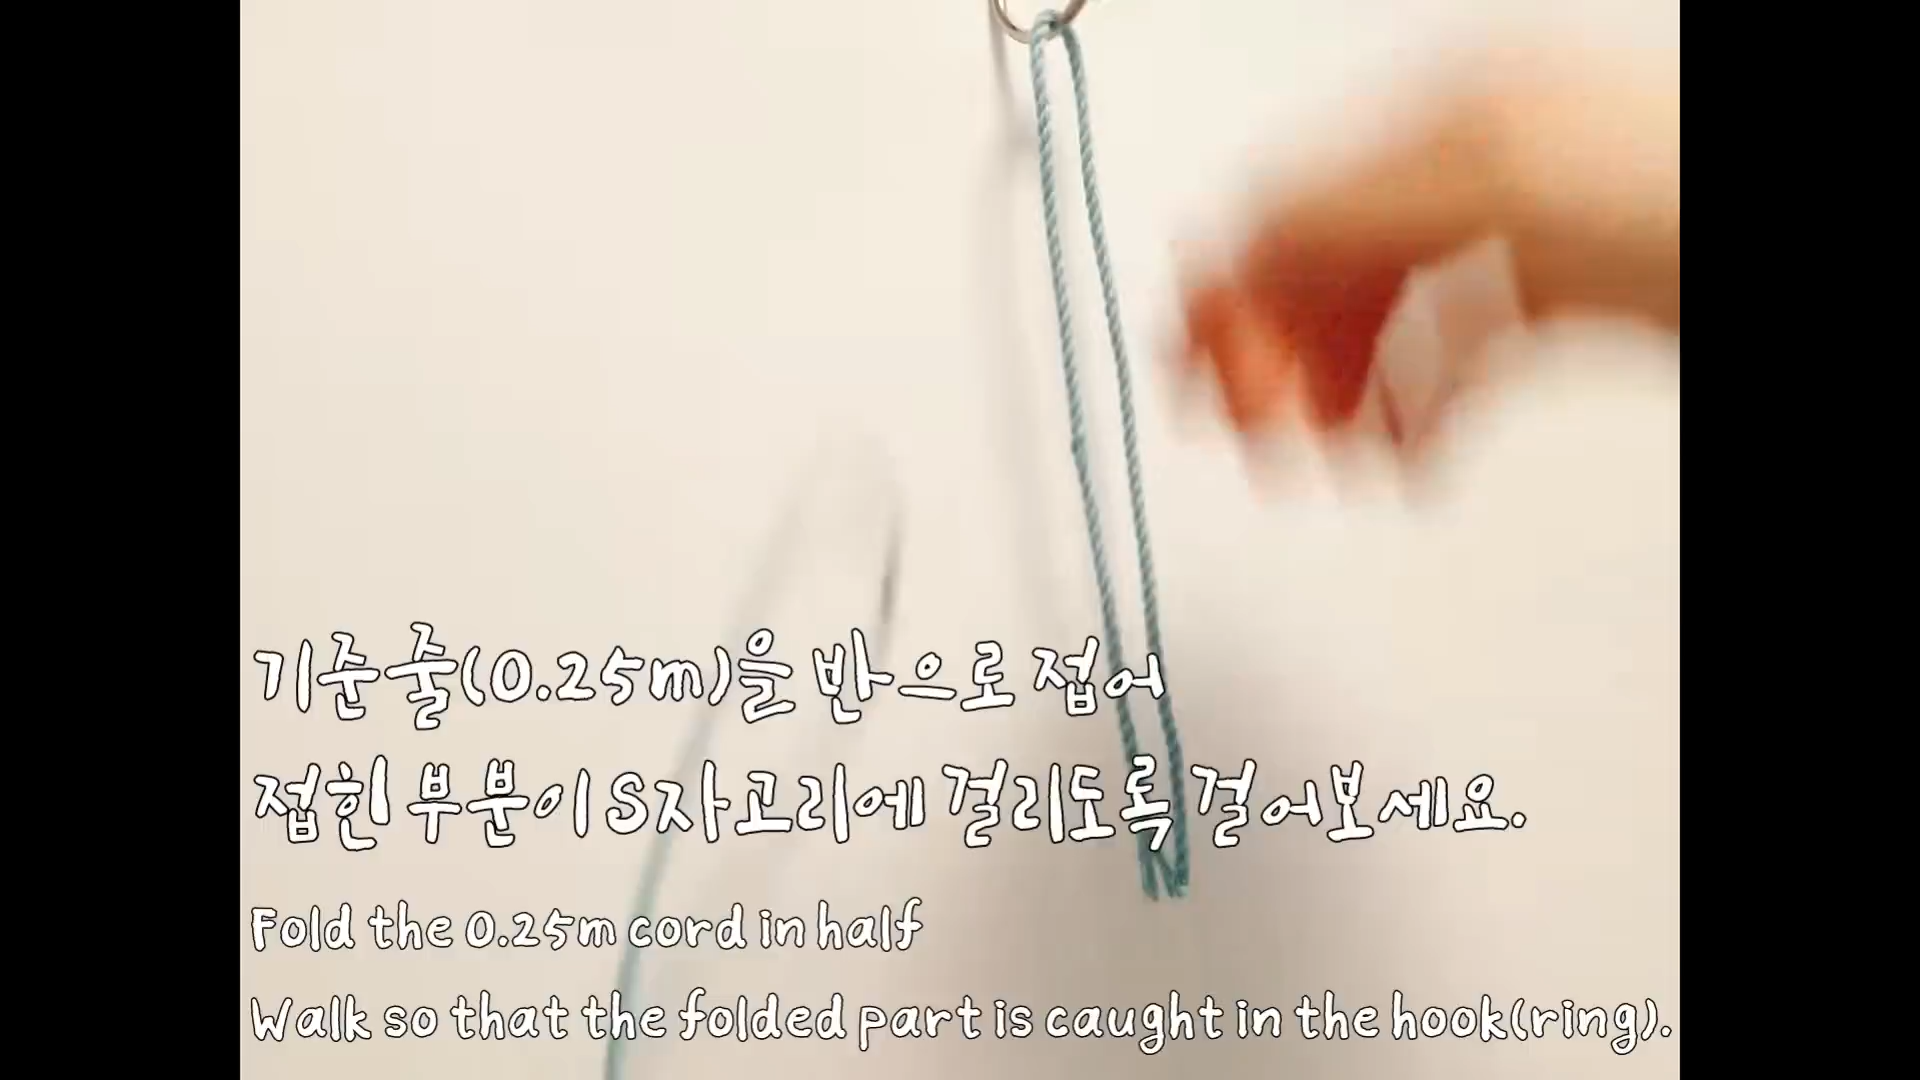 기준줄(0.25m)을 반으로 접어
접힌 부분이 S자고리에 걸리도록 걸어보세요.
Fold the 0.25m cord in half
Walk so that the folded part is caught in the hook(ring).